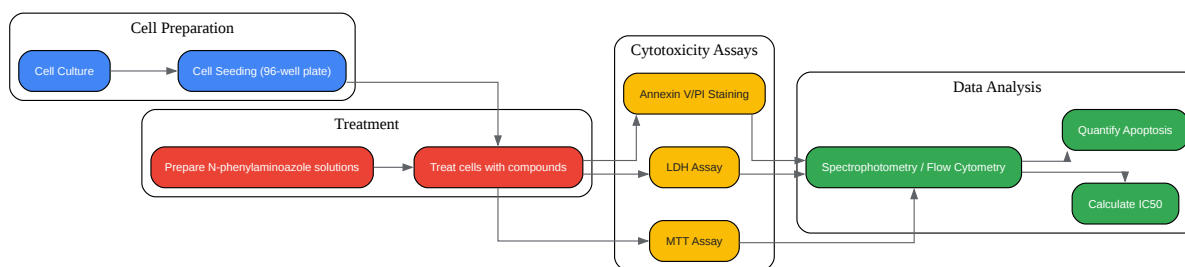 Cell Preparation
Cell Culture
Cell Seeding (96-well plate)
Treatment
Prepare N-phenylaminoazole solutions
Treat cells with compounds
Cytotoxicity Assays
Annexin V/PI Staining
LDH Assay
MTT Assay
Data Analysis
Spectrophotometry / Flow Cytometry
Quantify Apoptosis
Calculate IC50